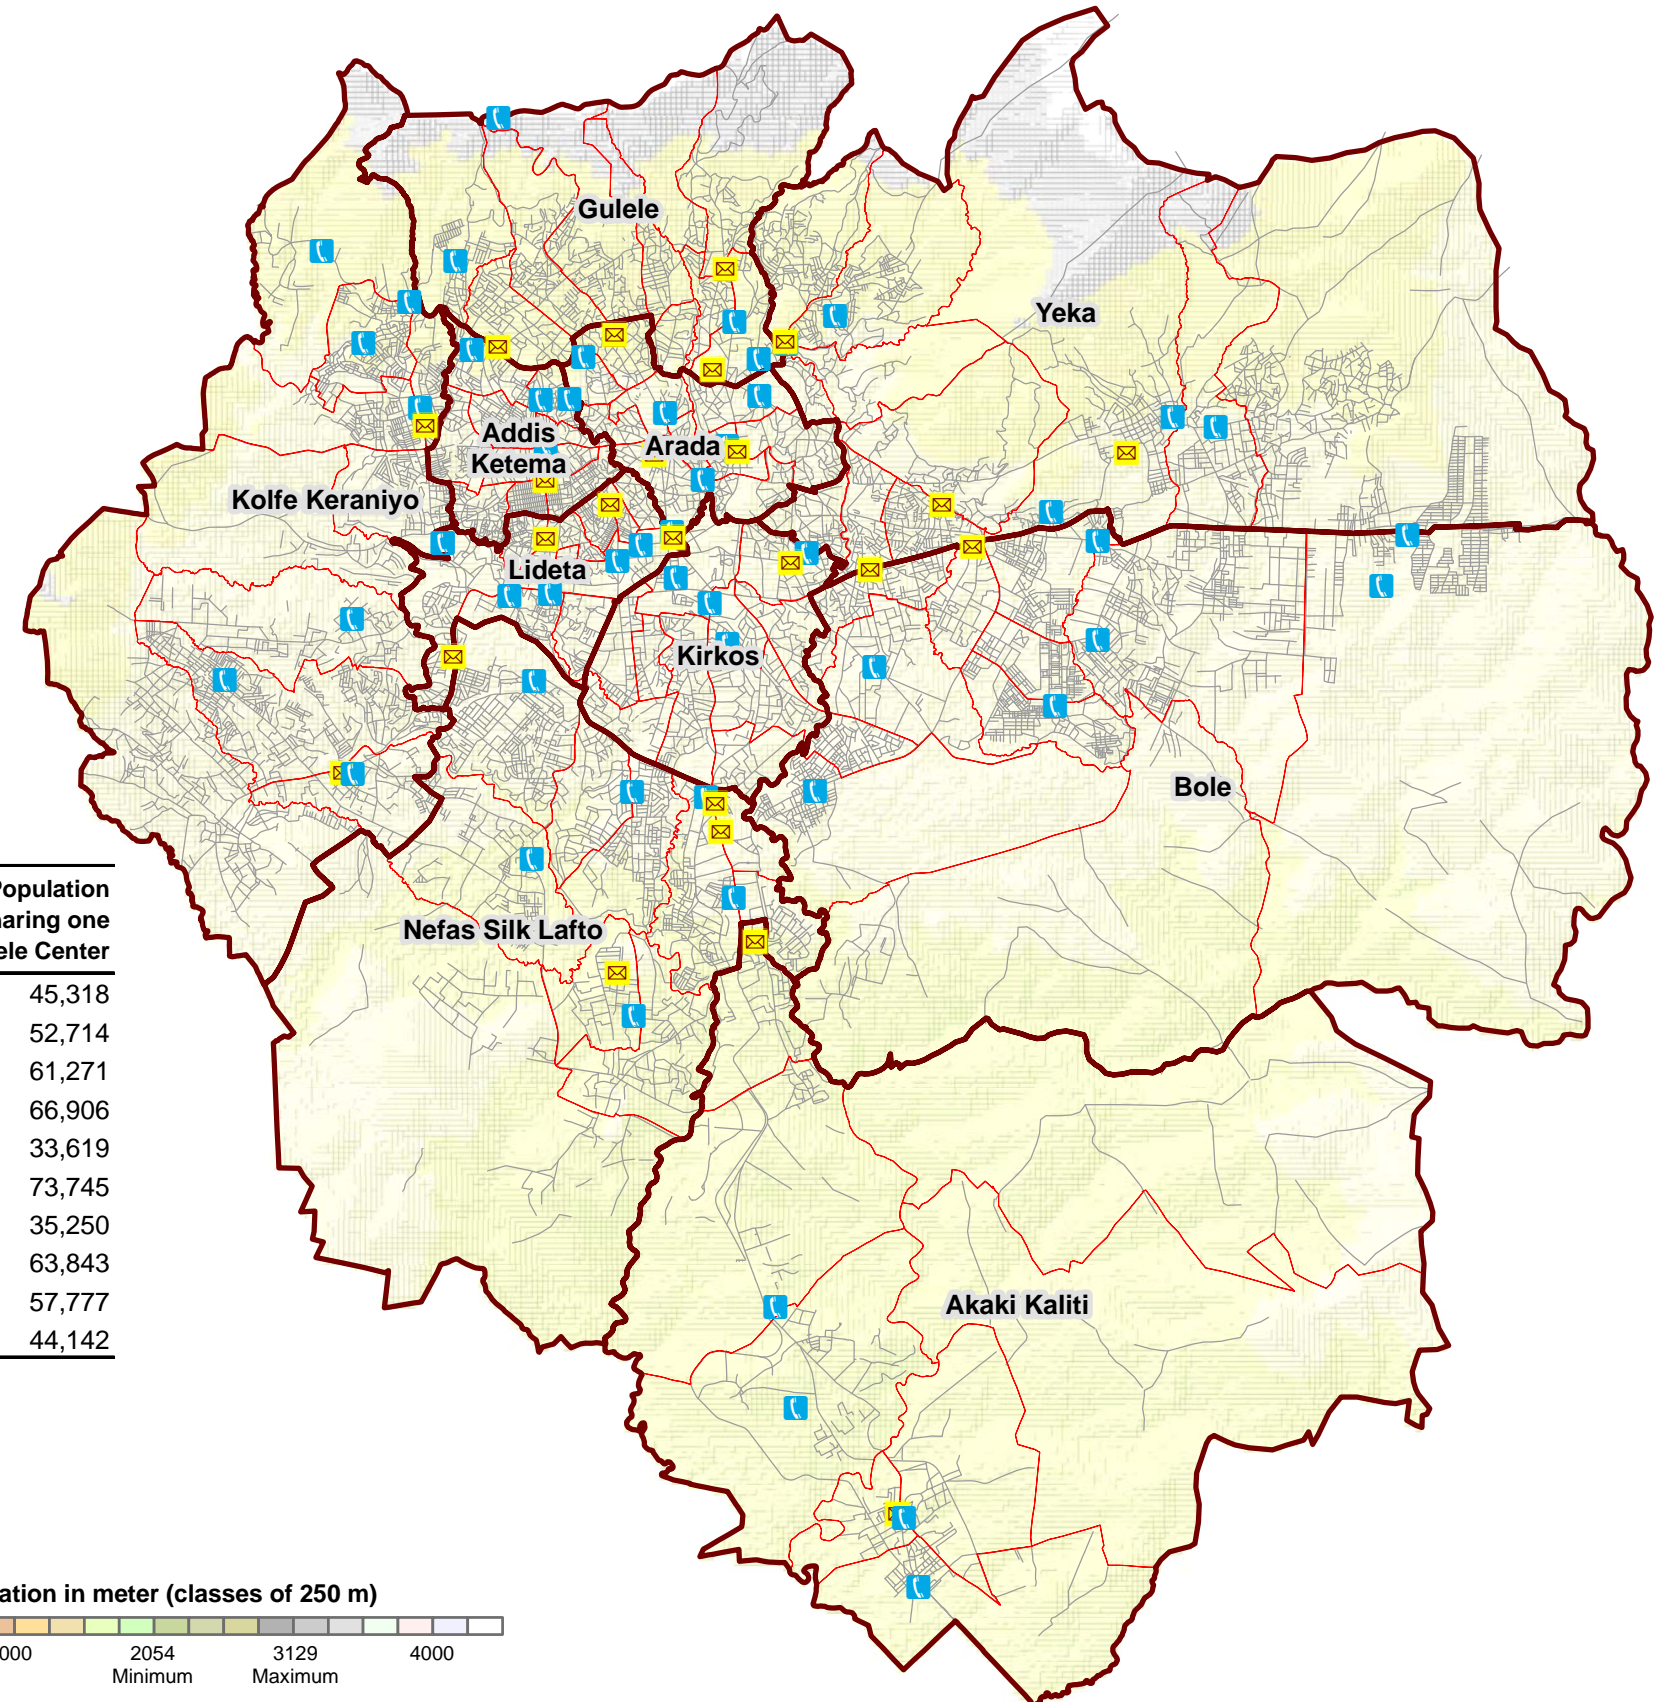 Gulele
Yeka
Addis
Ketema
Arada
Kolfe Keraniyo
Lideta
Kirkos
Bole
Nefas Silk Lafto
Akaki Kaliti
Population
aring one
ele Center
45,318
52,714
61,271
66,906
33,619
73,745
35,250
63,843
57,777
44,142
ation in meter (classes of 250 m)
000 2054 3129 4000
Minimum Maximum